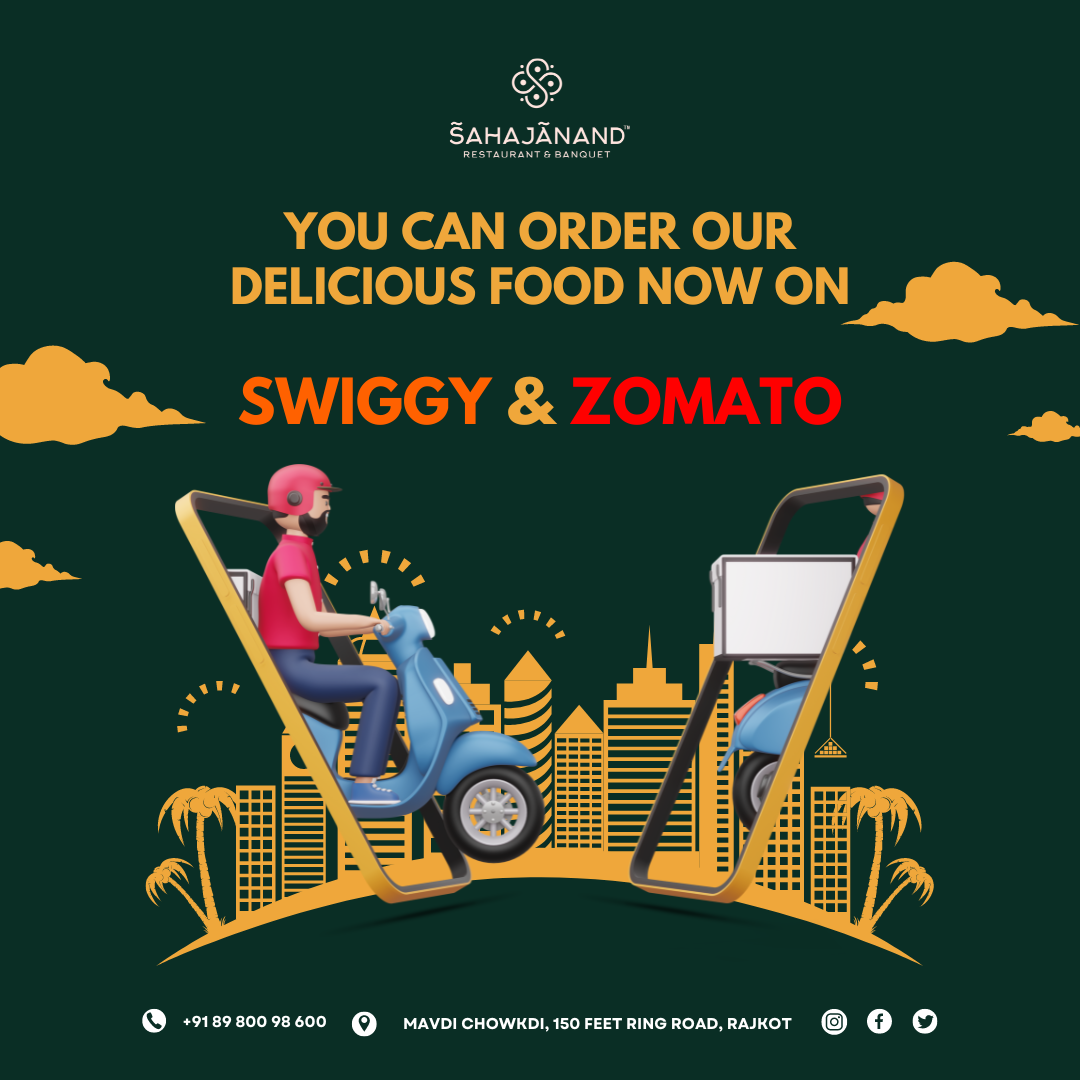 S̃AHAJÃNAND™
RESTAURANT & BANQUET
YOU CAN ORDER OUR
DELICIOUS FOOD NOW ON
SWIGGY & ZOMATO
+91 89 800 98 600
MAVDI CHOWKDI, 150 FEET RING ROAD, RAJKOT